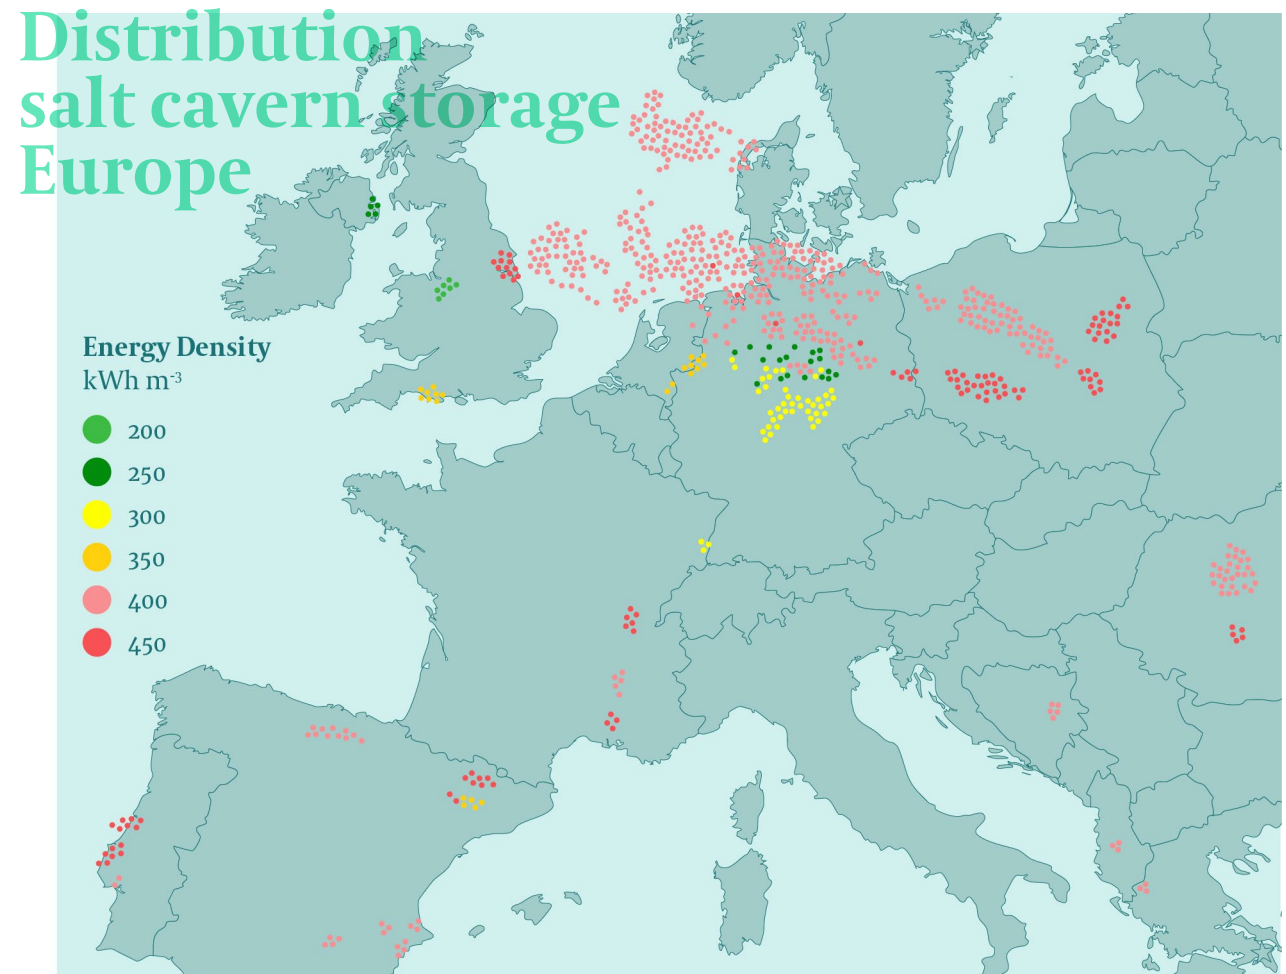 Distribution
salt cavern storage
Europe
Energy Density
kWh m-3
200
250
300
350
400
450